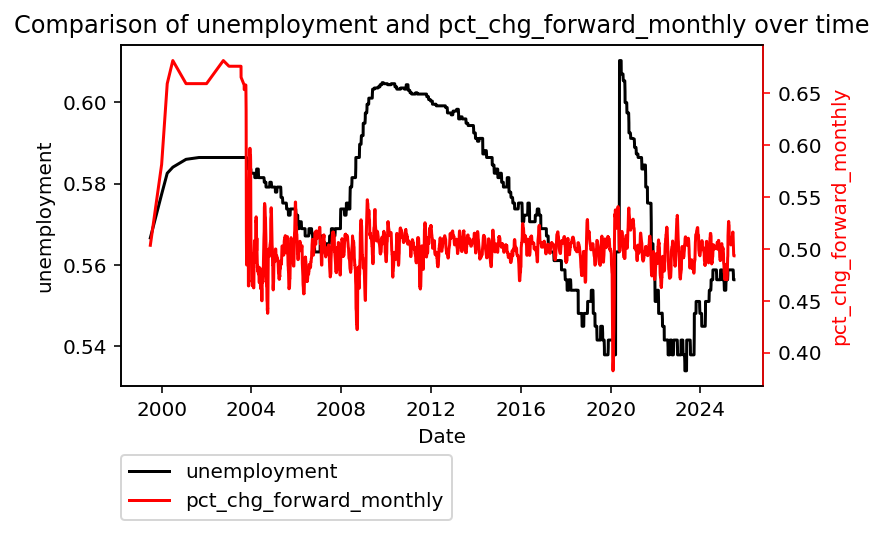 Comparison of unemployment and pct_chg_forward_monthly over time
unemployment
0.60
0.58
0.56
0.54
0.65
0.60
0.55
0.50
0.45
0.40
pct_chg_forward_monthly
2000 2004 2008 2012 2016 2020 2024
Date
unemployment
pct_chg_forward_monthly